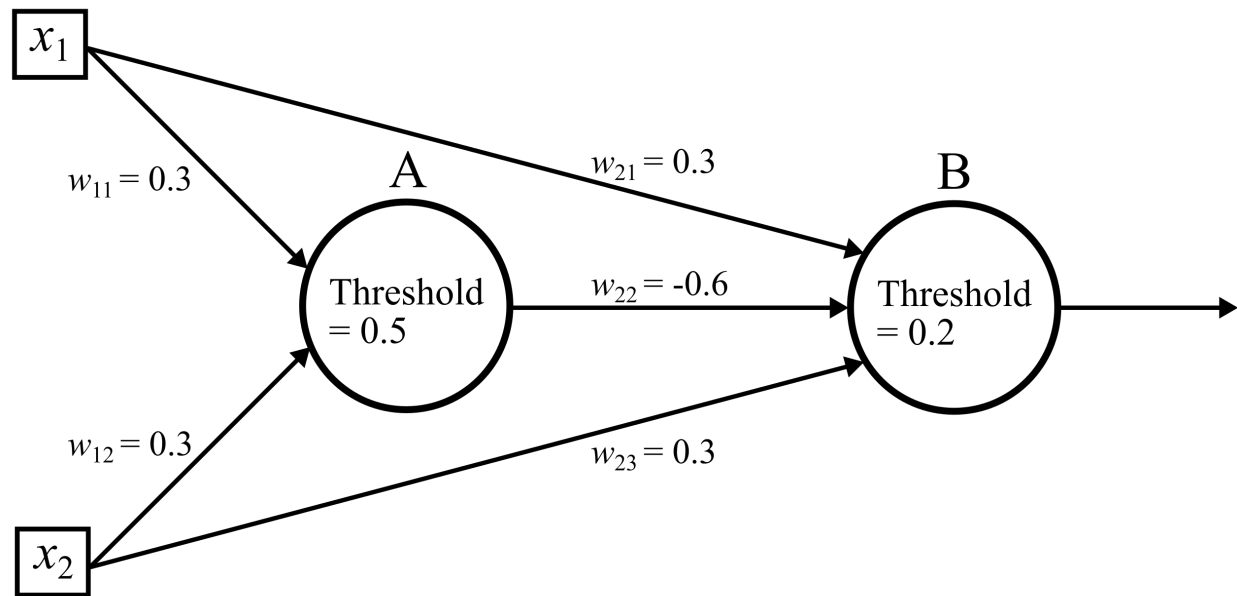 x₁
w₁₁ = 0.3
w₂₁ = 0.3
A
B
Threshold
= 0.5
w₂₂ = -0.6
Threshold
= 0.2
w₁₂ = 0.3
w₂₃ = 0.3
x₂